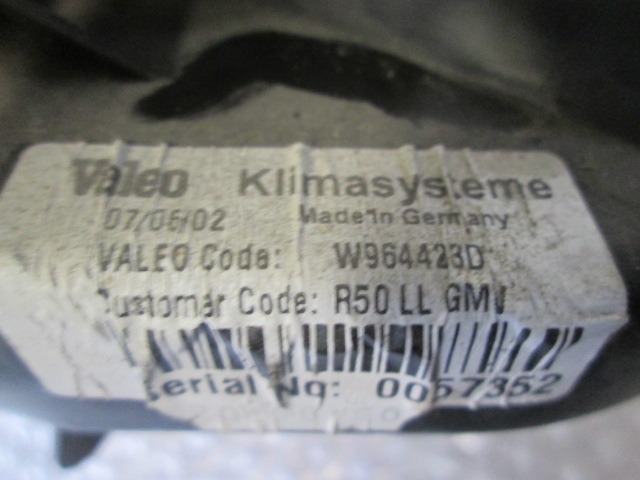 Valeo Klimasysteme
07/06/02 Made in Germany
VALEO Code: W964423D
Customer Code: R50 LL GMV
Serial No: 0057352